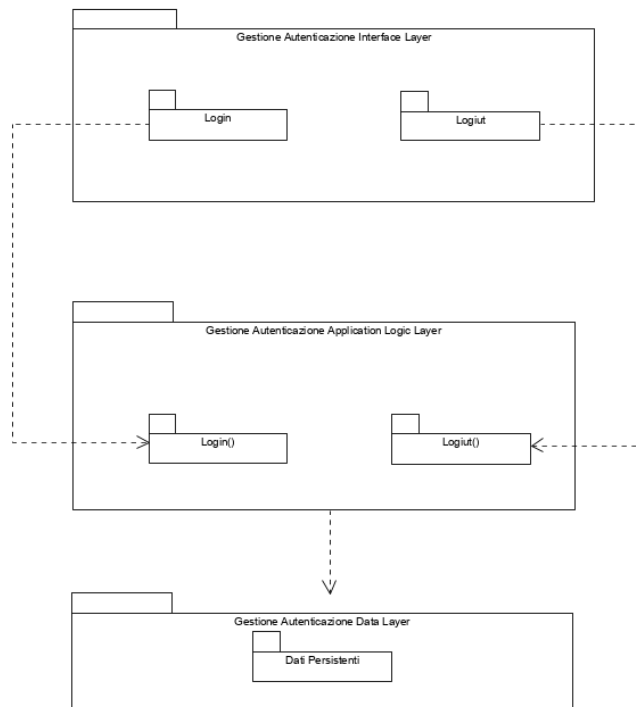 Gestione Autenticazione Interface Layer
Login
Logiut
Gestione Autenticazione Application Logic Layer
Login()
Logiut()
Gestione Autenticazione Data Layer
Dati Persistenti